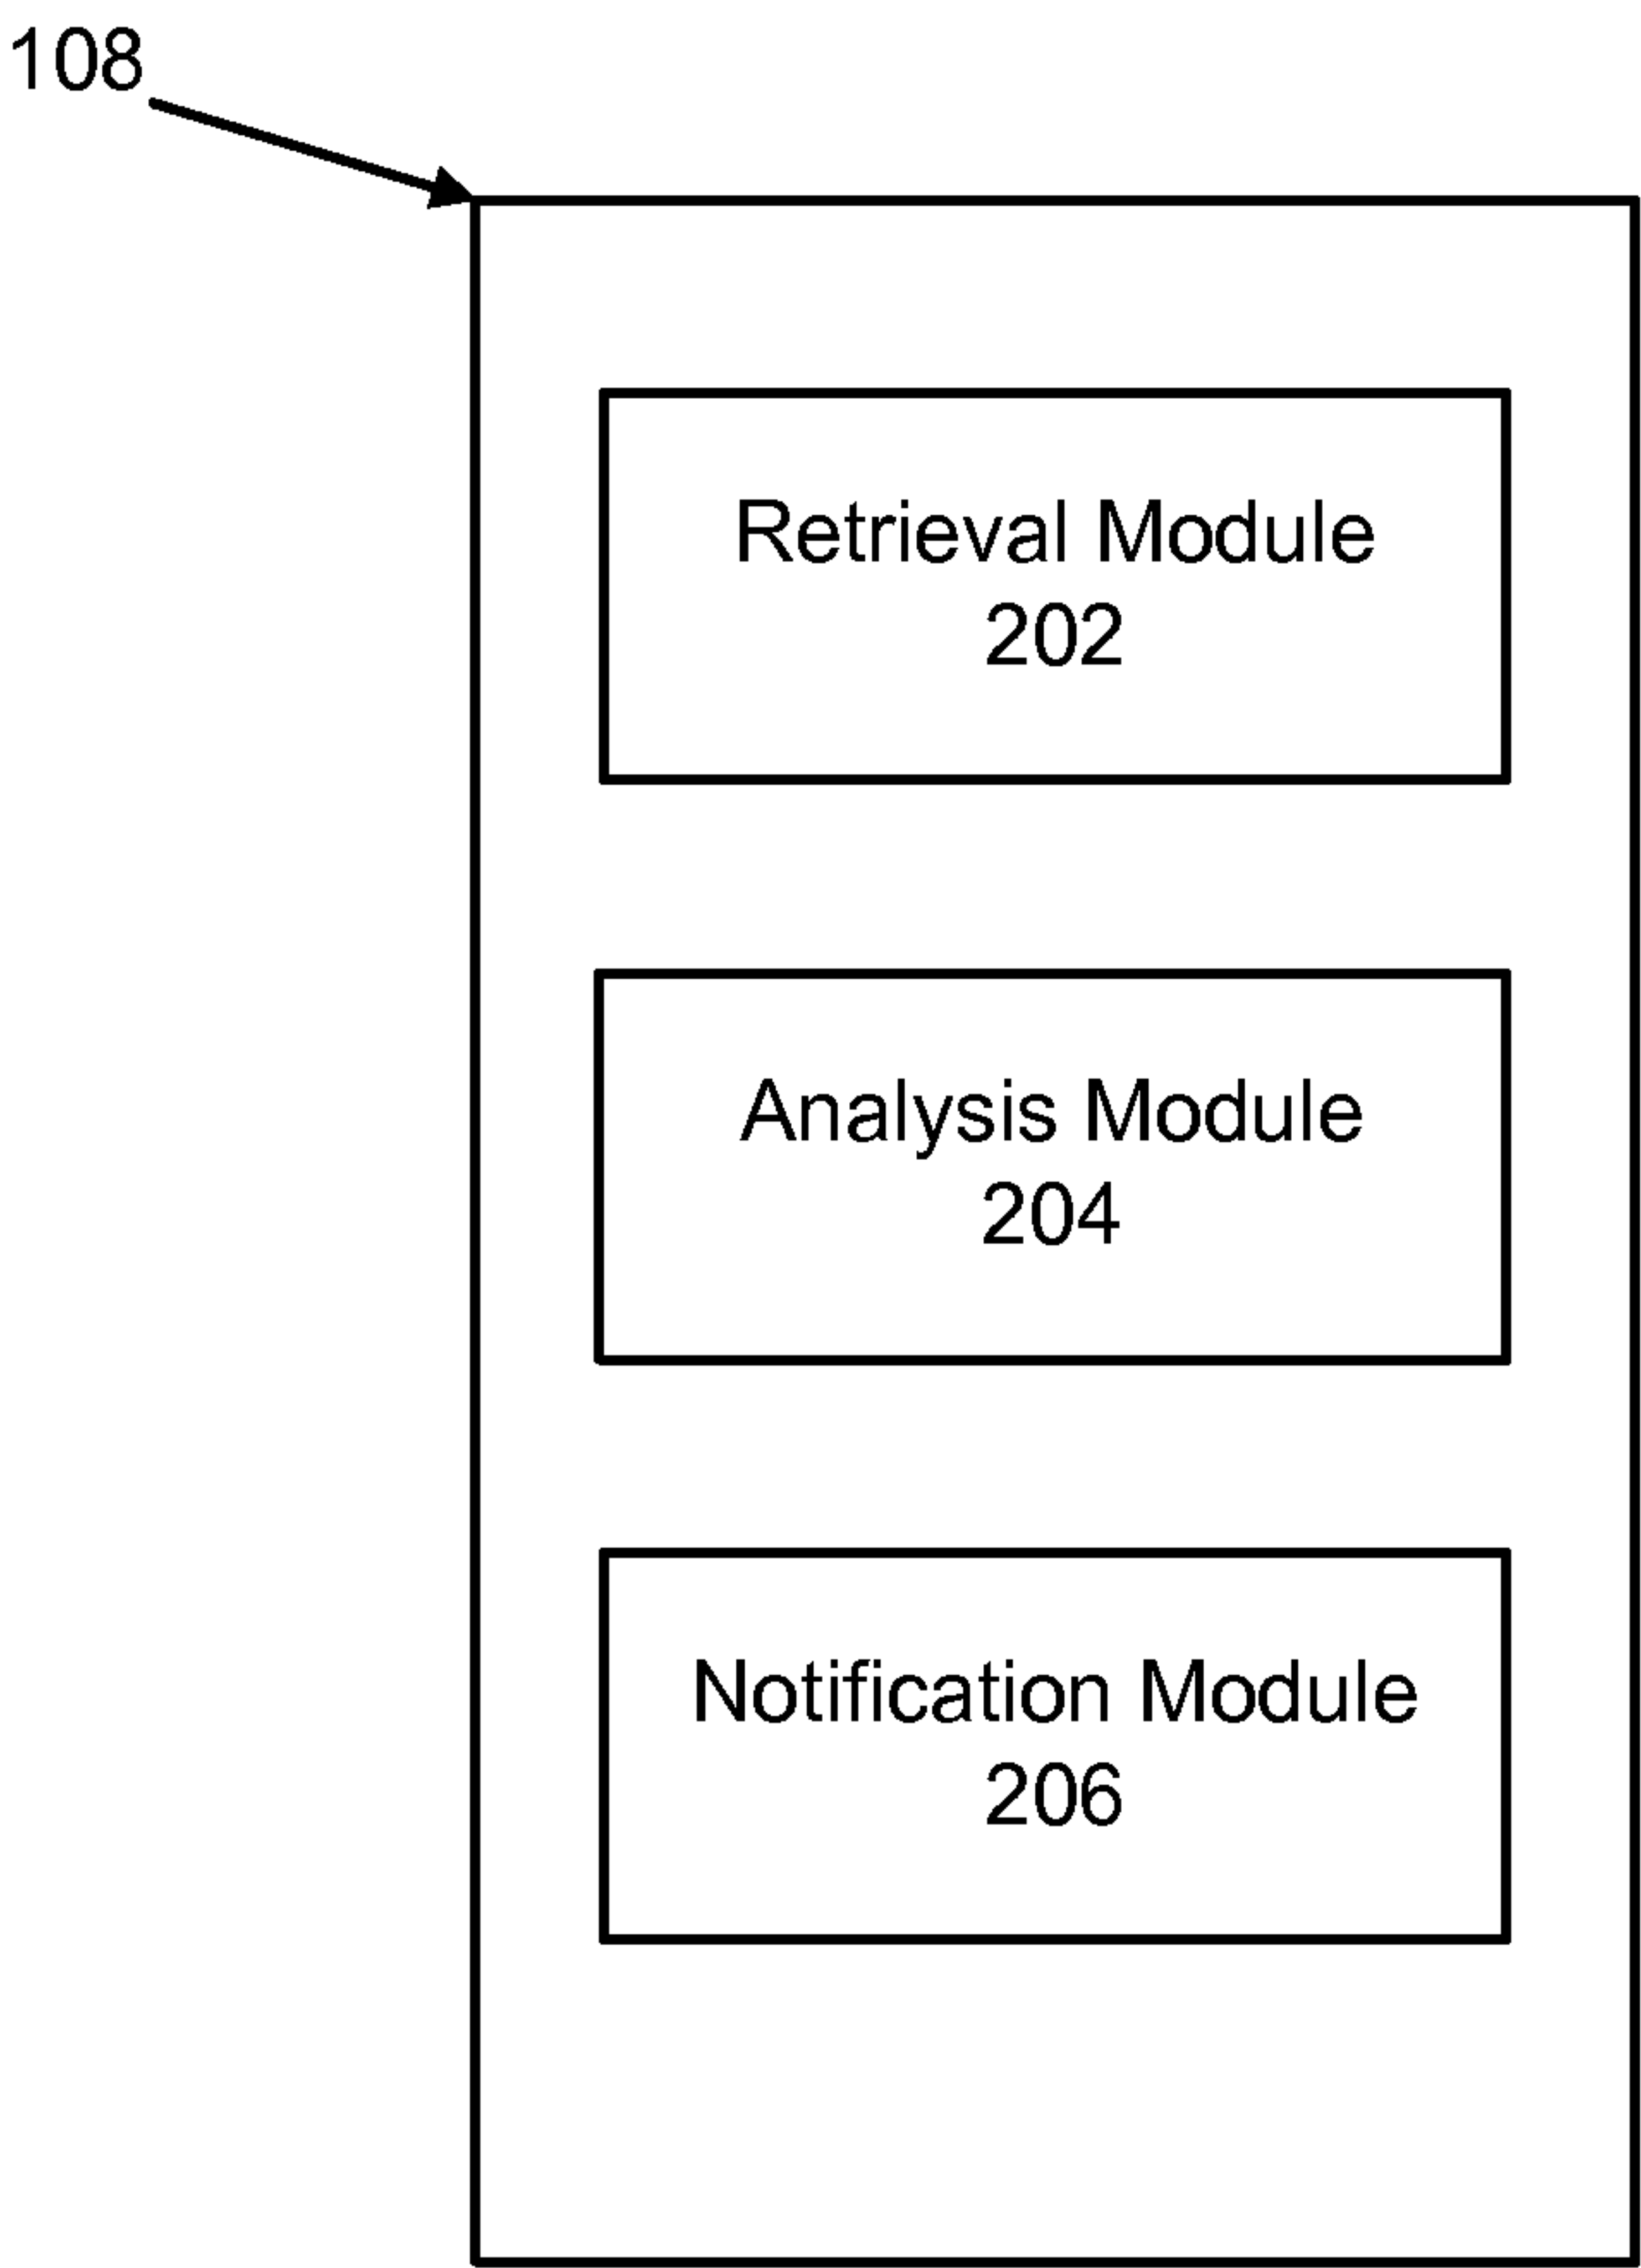 108
Retrieval Module
202
Analysis Module
204
Notification Module
206